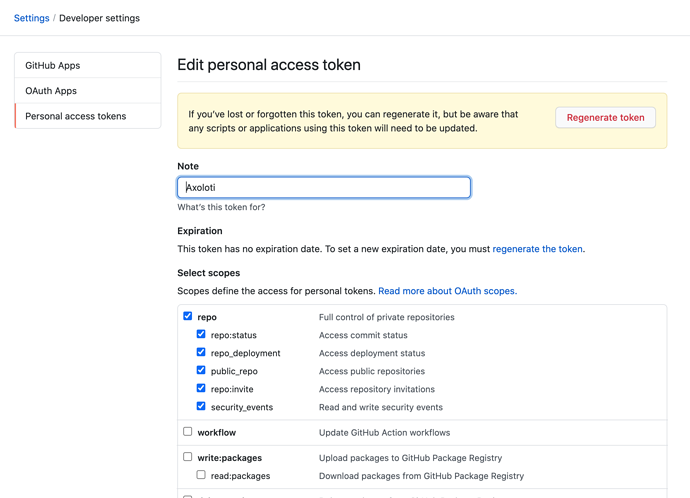 Settings / Developer settings
GitHub Apps
OAuth Apps
Personal access tokens
Edit personal access token
If you've lost or forgotten this token, you can regenerate it, but be aware that
any scripts or applications using this token will need to be updated.
Regenerate token
Note
Axoloti
What's this token for?
Expiration
This token has no expiration date. To set a new expiration date, you must regenerate the token.
Select scopes
Scopes define the access for personal tokens. Read more about OAuth scopes.
repo Full control of private repositories
repo:status Access commit status
repo_deployment Access deployment status
public_repo Access public repositories
repo:invite Access repository invitations
security_events Read and write security events
workflow Update GitHub Action workflows
write:packages Upload packages to GitHub Package Registry
read:packages Download packages from GitHub Package Registry